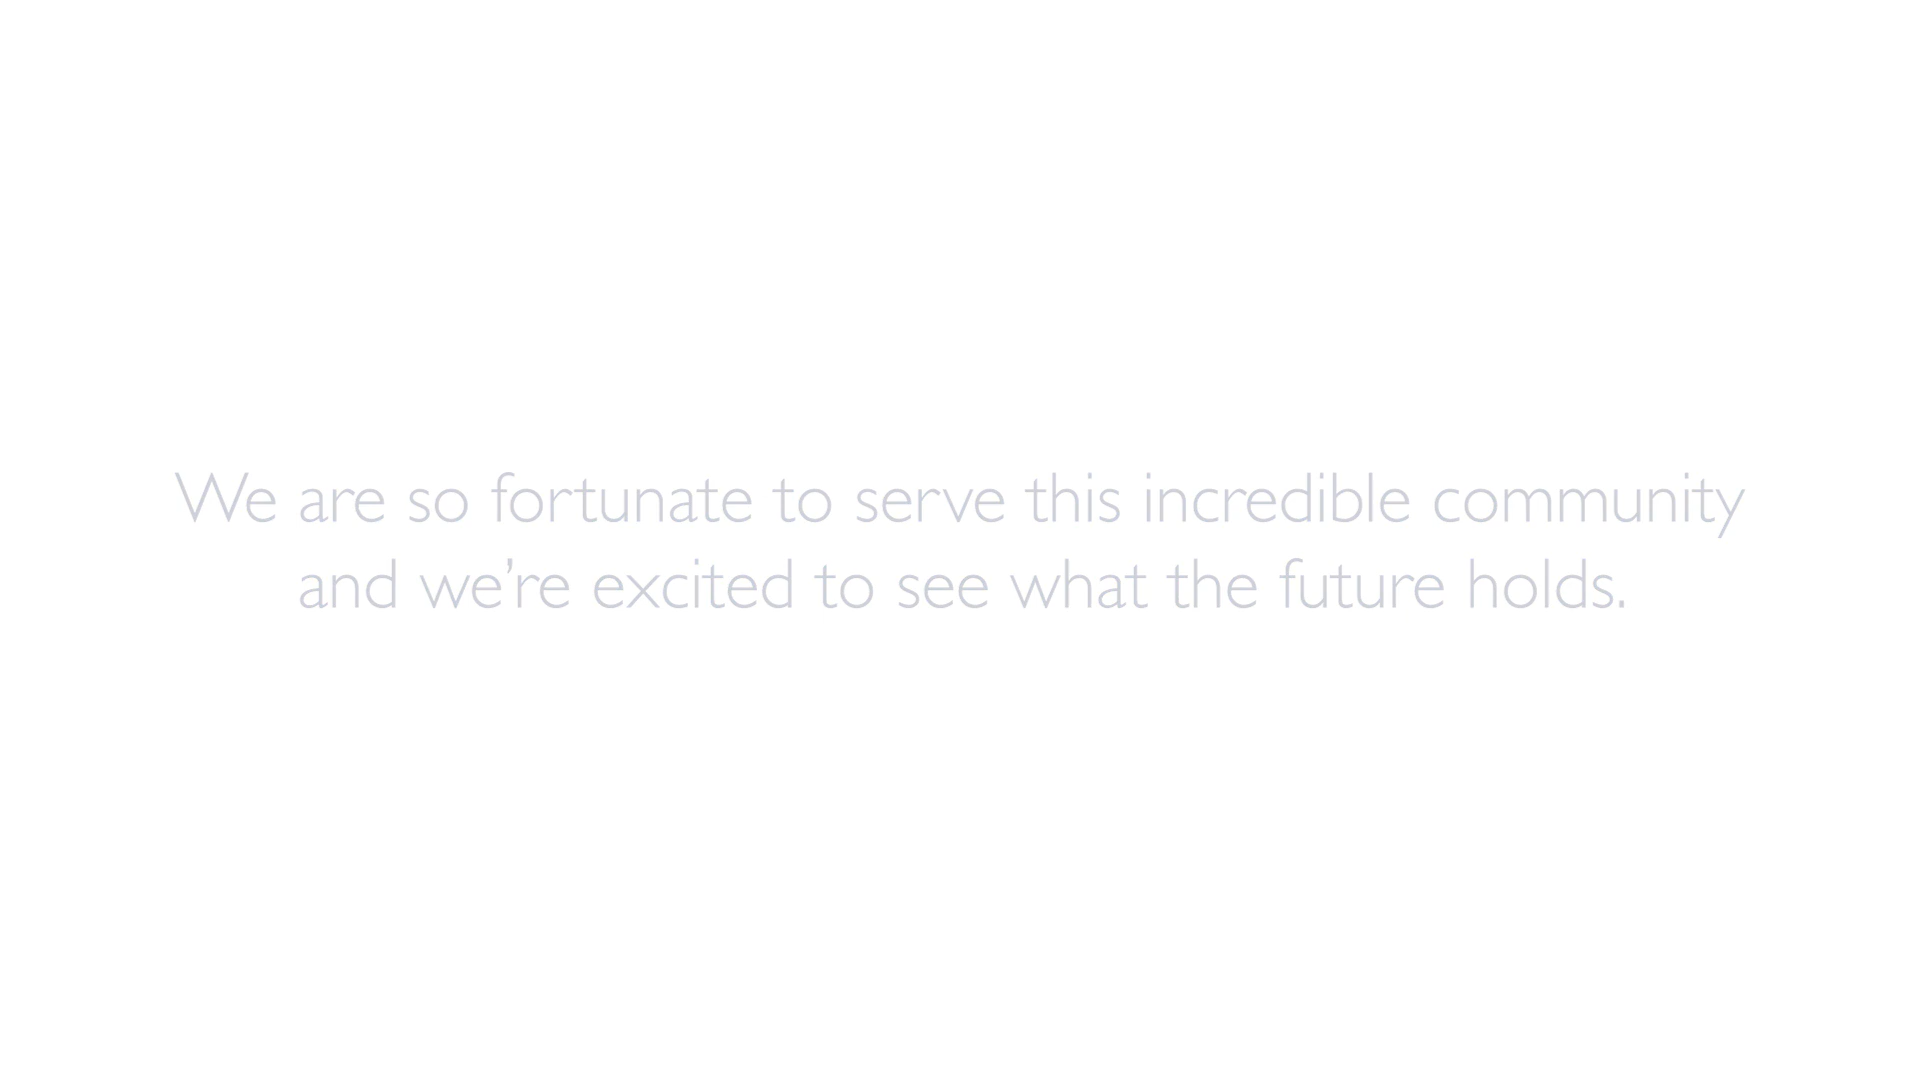 We are so fortunate to serve this incredible community
and we’re excited to see what the future holds.